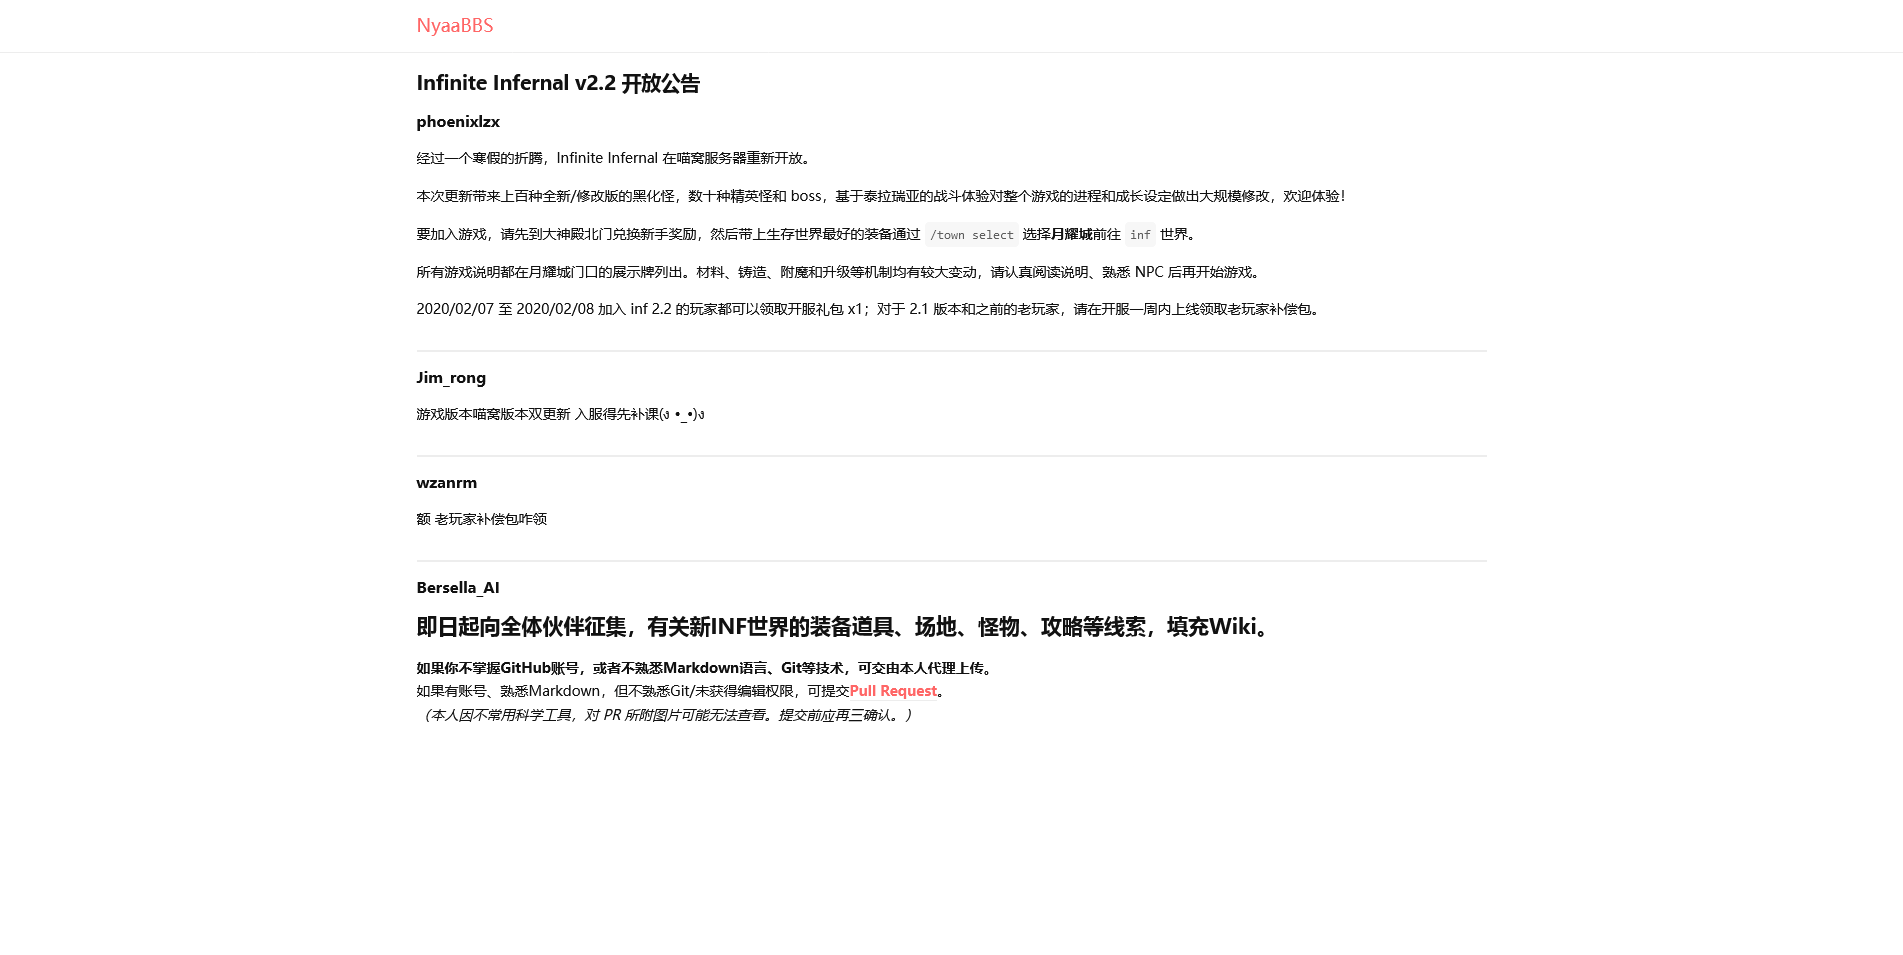 NyaaBBS
Infinite Infernal v2.2 开放公告
phoenixlzx
经过一个寒假的折腾，Infinite Infernal 在喵窝服务器重新开放。
本次更新带来上百种全新/修改版的黑化怪，数十种精英怪和 boss，基于泰拉瑞亚的战斗体验对整个游戏的进程和成长设定做出大规模修改，欢迎体验！
要加入游戏，请先到大神殿北门兑换新手奖励，然后带上生存世界最好的装备通过 /town select 选择月耀城前往 inf 世界。
所有游戏说明都在月耀城门口的展示牌列出。材料、铸造、附魔和升级等机制均有较大变动，请认真阅读说明、熟悉 NPC 后再开始游戏。
2020/02/07 至 2020/02/08 加入 inf 2.2 的玩家都可以领取开服礼包 x1；对于 2.1 版本和之前的老玩家，请在开服一周内上线领取老玩家补偿包。
Jim_rong
游戏版本喵窝版本双更新 入服得先补课(ง •_•)ง
wzanrm
额 老玩家补偿包咋领
Bersella_AI
即日起向全体伙伴征集，有关新INF世界的装备道具、场地、怪物、攻略等线索，填充Wiki。
如果你不掌握GitHub账号，或者不熟悉Markdown语言、Git等技术，可交由本人代理上传。
如果有账号、熟悉Markdown，但不熟悉Git/未获得编辑权限，可提交Pull Request。
（本人因不常用科学工具，对 PR 所附图片可能无法查看。提交前应再三确认。）